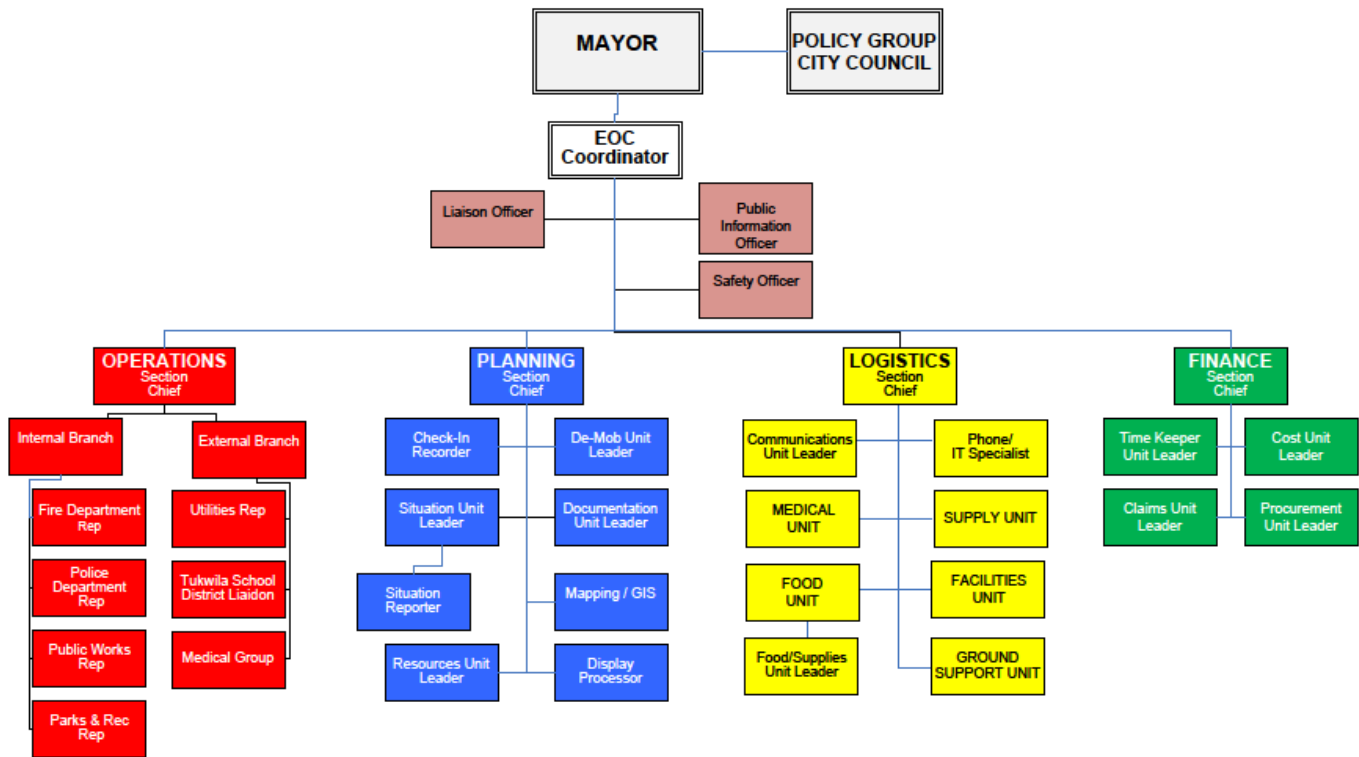 MAYOR
POLICY GROUP
CITY COUNCIL
EOC
Coordinator
Liaison Officer
Public
Information
Officer
Safety Officer
OPERATIONS
Section
Chief
PLANNING
Section
Chief
LOGISTICS
Section
Chief
FINANCE
Section
Chief
Internal Branch
External Branch
Fire Department
Rep
Police
Department
Rep
Public Works
Rep
Parks & Rec
Rep
Utilities Rep
Tukwila School
District Liaidon
Medical Group
Check-In
Recorder
De-Mob Unit
Leader
Situation Unit
Leader
Documentation
Unit Leader
Situation
Reporter
Mapping / GIS
Resources Unit
Leader
Display
Processor
Communications
Unit Leader
Phone/
IT Specialist
MEDICAL
UNIT
SUPPLY UNIT
FOOD
UNIT
FACILITIES
UNIT
Food/Supplies
Unit Leader
GROUND
SUPPORT UNIT
Time Keeper
Unit Leader
Cost Unit
Leader
Claims Unit
Leader
Procurement
Unit Leader